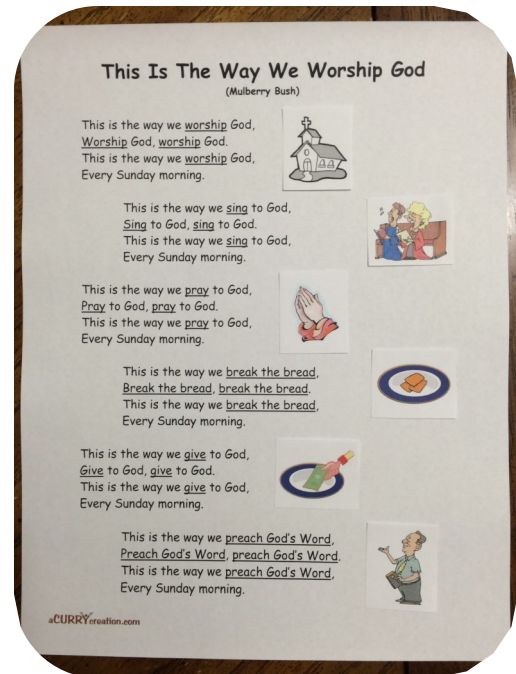 This Is The Way We Worship God
(Mulberry Bush)
This is the way we worship God,
Worship God, worship God.
This is the way we worship God,
Every Sunday morning.
This is the way we sing to God,
Sing to God, sing to God.
This is the way we sing to God,
Every Sunday morning.
This is the way we pray to God,
Pray to God, pray to God.
This is the way we pray to God,
Every Sunday morning.
This is the way we break the bread,
Break the bread, break the bread.
This is the way we break the bread,
Every Sunday morning.
This is the way we give to God,
Give to God, give to God.
This is the way we give to God,
Every Sunday morning.
This is the way we preach God's Word,
Preach God's Word, preach God's Word.
This is the way we preach God's Word,
Every Sunday morning.
aCURRYcreation.com